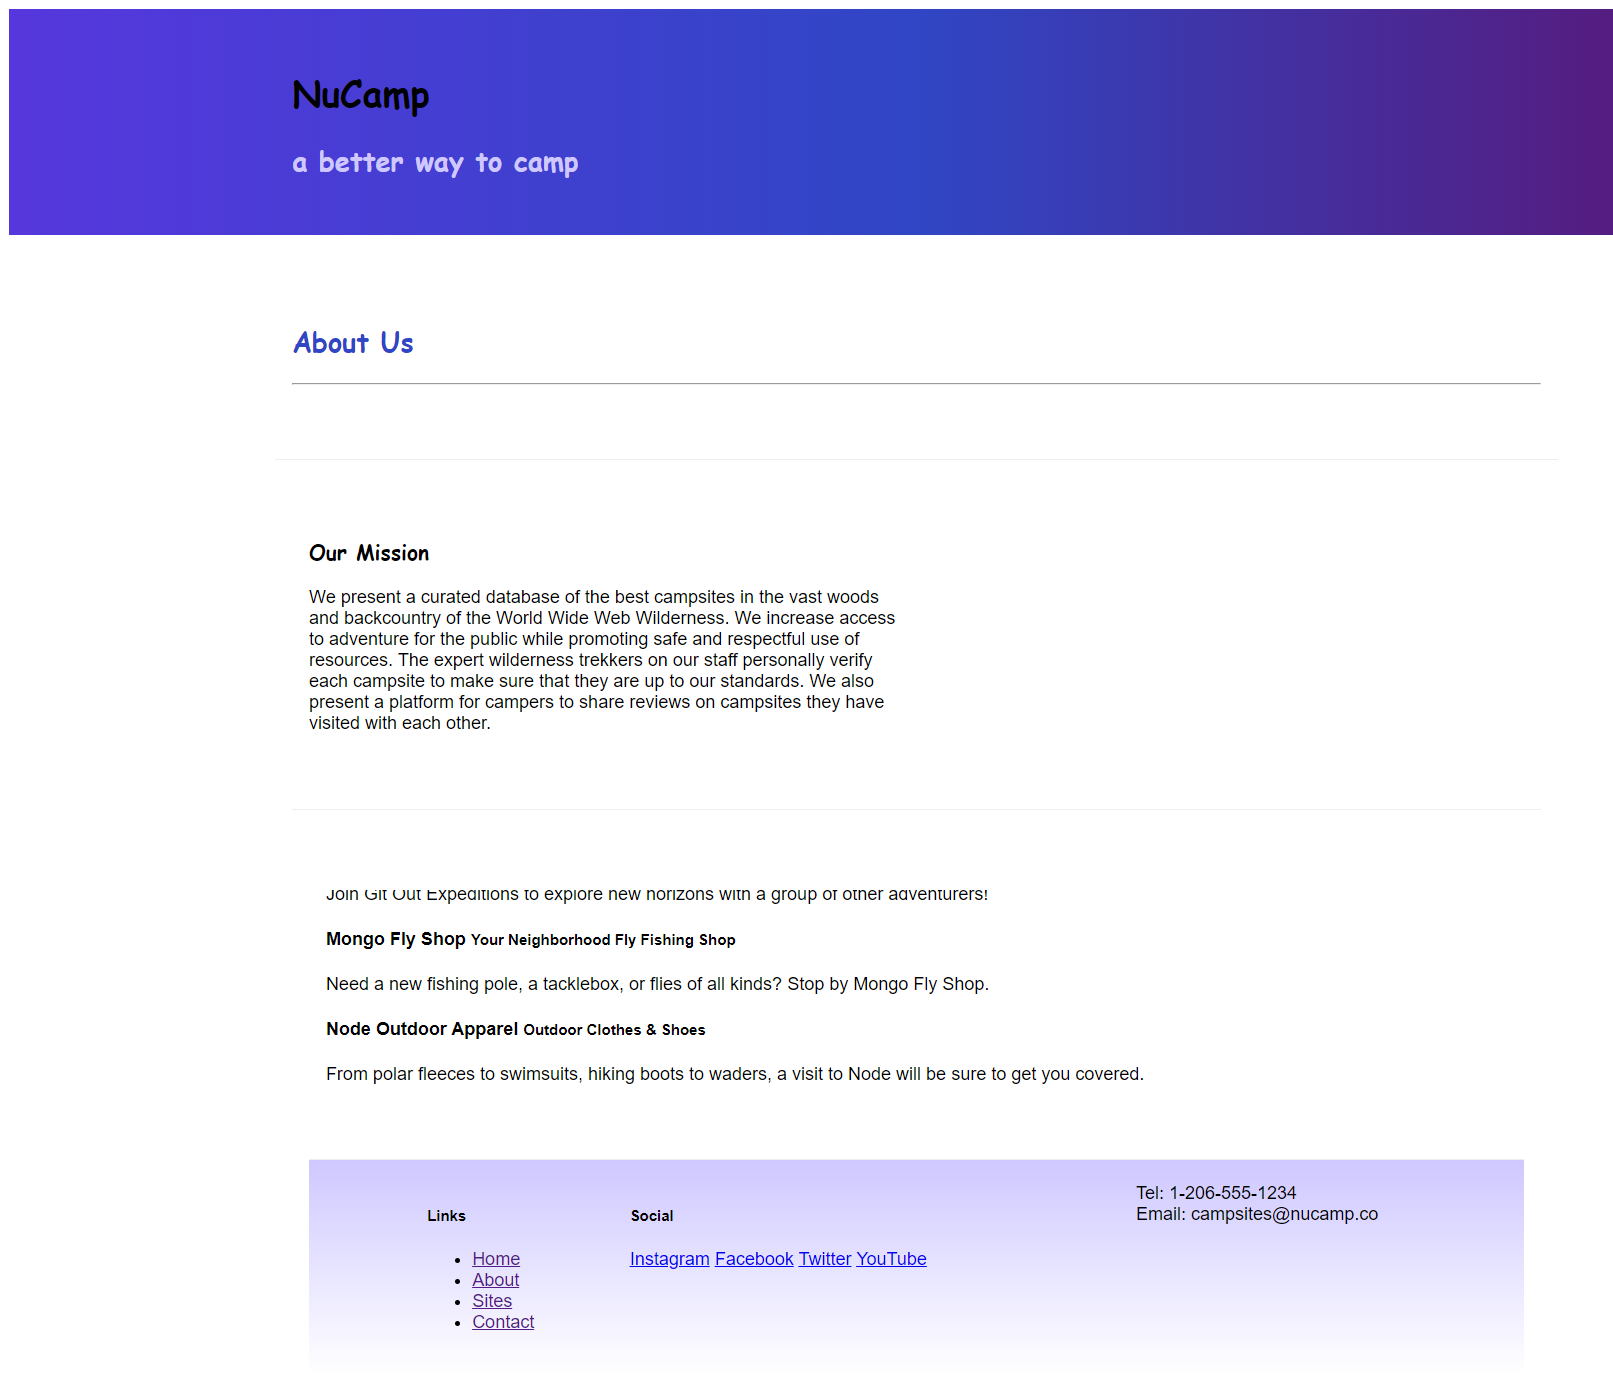 NuCamp
a better way to camp
About Us
Our Mission
We present a curated database of the best campsites in the vast woods
and backcountry of the World Wide Web Wilderness. We increase access
to adventure for the public while promoting safe and respectful use of
resources. The expert wilderness trekkers on our staff personally verify
each campsite to make sure that they are up to our standards. We also
present a platform for campers to share reviews on campsites they have
visited with each other.
Join Git Out Expeditions to explore new horizons with a group of other adventurers!
Mongo Fly Shop Your Neighborhood Fly Fishing Shop
Need a new fishing pole, a tacklebox, or flies of all kinds? Stop by Mongo Fly Shop.
Node Outdoor Apparel Outdoor Clothes & Shoes
From polar fleeces to swimsuits, hiking boots to waders, a visit to Node will be sure to get you covered.
Links
Home
About
Sites
Contact
Social
Instagram Facebook Twitter YouTube
Tel: 1-206-555-1234
Email: campsites@nucamp.co